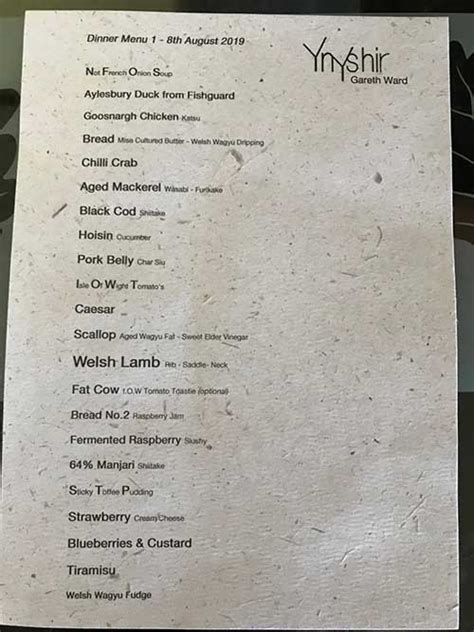 Dinner Menu 1 - 8th August 2019
Ynyshir
Gareth Ward
Not French Onion Soup
Aylesbury Duck from Fishguard
Goosnargh Chicken Katsu
Bread Miso Cultured Butter - Welsh Wagyu Dripping
Chilli Crab
Aged Mackerel Wasabi - Furikake
Black Cod Shiitake
Hoisin Cucumber
Pork Belly Char Siu
Isle Of Wight Tomato's
Caesar
Scallop Aged Wagyu Fat - Sweet Elder Vinegar
Welsh Lamb Rib - Saddle- Neck
Fat Cow I.O.W Tomato Toastie (optional)
Bread No.2 Raspberry Jam
Fermented Raspberry Slushy
64% Manjari Shiitake
Sticky Toffee Pudding
Strawberry Cream Cheese
Blueberries & Custard
Tiramisu
Welsh Wagyu Fudge